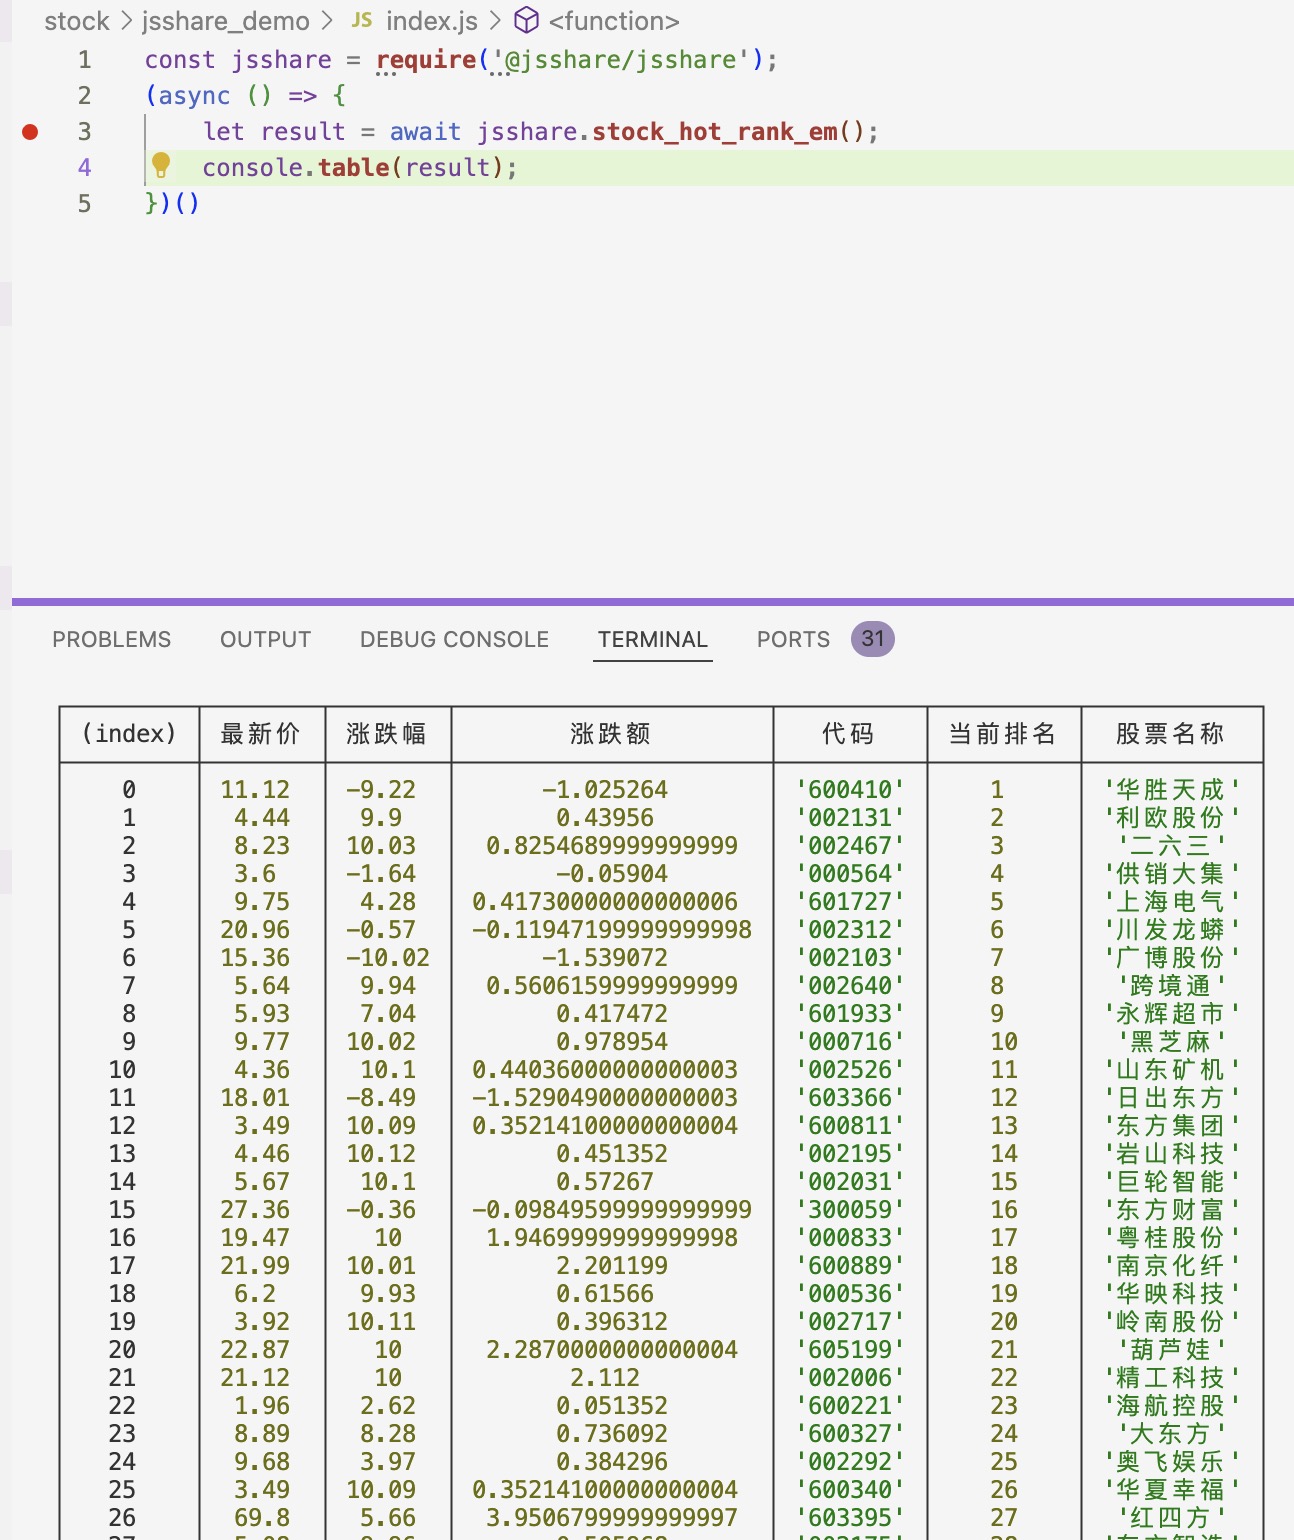 stock > jsshare_demo > JS index.js > <function>
1 const jsshare = require('@jsshare/jsshare');
2 (async () => {
3 let result = await jsshare.stock_hot_rank_em();
4 console.table(result);
5 })()
PROBLEMS OUTPUT DEBUG CONSOLE TERMINAL PORTS 31
(index) 最新价 涨跌幅 涨跌额 代码 当前排名 股票名称
0 11.12 -9.22 -1.025264 '600410' 1 '华胜天成'
1 4.44 9.9 0.43956 '002131' 2 '利欧股份'
2 8.23 10.03 0.8254689999999999 '002467' 3 '二六三'
3 3.6 -1.64 -0.05904 '000564' 4 '供销大集'
4 9.75 4.28 0.41730000000000006 '601727' 5 '上海电气'
5 20.96 -0.57 -0.11947199999999998 '002312' 6 '川发龙蟒'
6 15.36 -10.02 -1.539072 '002103' 7 '广博股份'
7 5.64 9.94 0.5606159999999999 '002640' 8 '跨境通'
8 5.93 7.04 0.417472 '601933' 9 '永辉超市'
9 9.77 10.02 0.978954 '000716' 10 '黑芝麻'
10 4.36 10.1 0.44036000000000003 '002526' 11 '山东矿机'
11 18.01 -8.49 -1.5290490000000003 '603366' 12 '日出东方'
12 3.49 10.09 0.35214100000000004 '600811' 13 '东方集团'
13 4.46 10.12 0.451352 '002195' 14 '岩山科技'
14 5.67 10.1 0.57267 '002031' 15 '巨轮智能'
15 27.36 -0.36 -0.09849599999999999 '300059' 16 '东方财富'
16 19.47 10 1.9469999999999998 '000833' 17 '粤桂股份'
17 21.99 10.01 2.201199 '600889' 18 '南京化纤'
18 6.2 9.93 0.61566 '000536' 19 '华映科技'
19 3.92 10.11 0.396312 '002717' 20 '岭南股份'
20 22.87 10 2.2870000000000004 '605199' 21 '葫芦娃'
21 21.12 10 2.112 '002006' 22 '精工科技'
22 1.96 2.62 0.051352 '600221' 23 '海航控股'
23 8.89 8.28 0.736092 '600327' 24 '大东方'
24 9.68 3.97 0.384296 '002292' 25 '奥飞娱乐'
25 3.49 10.09 0.35214100000000004 '600340' 26 '华夏幸福'
26 69.8 5.66 3.9506799999999997 '603395' 27 '红四方'